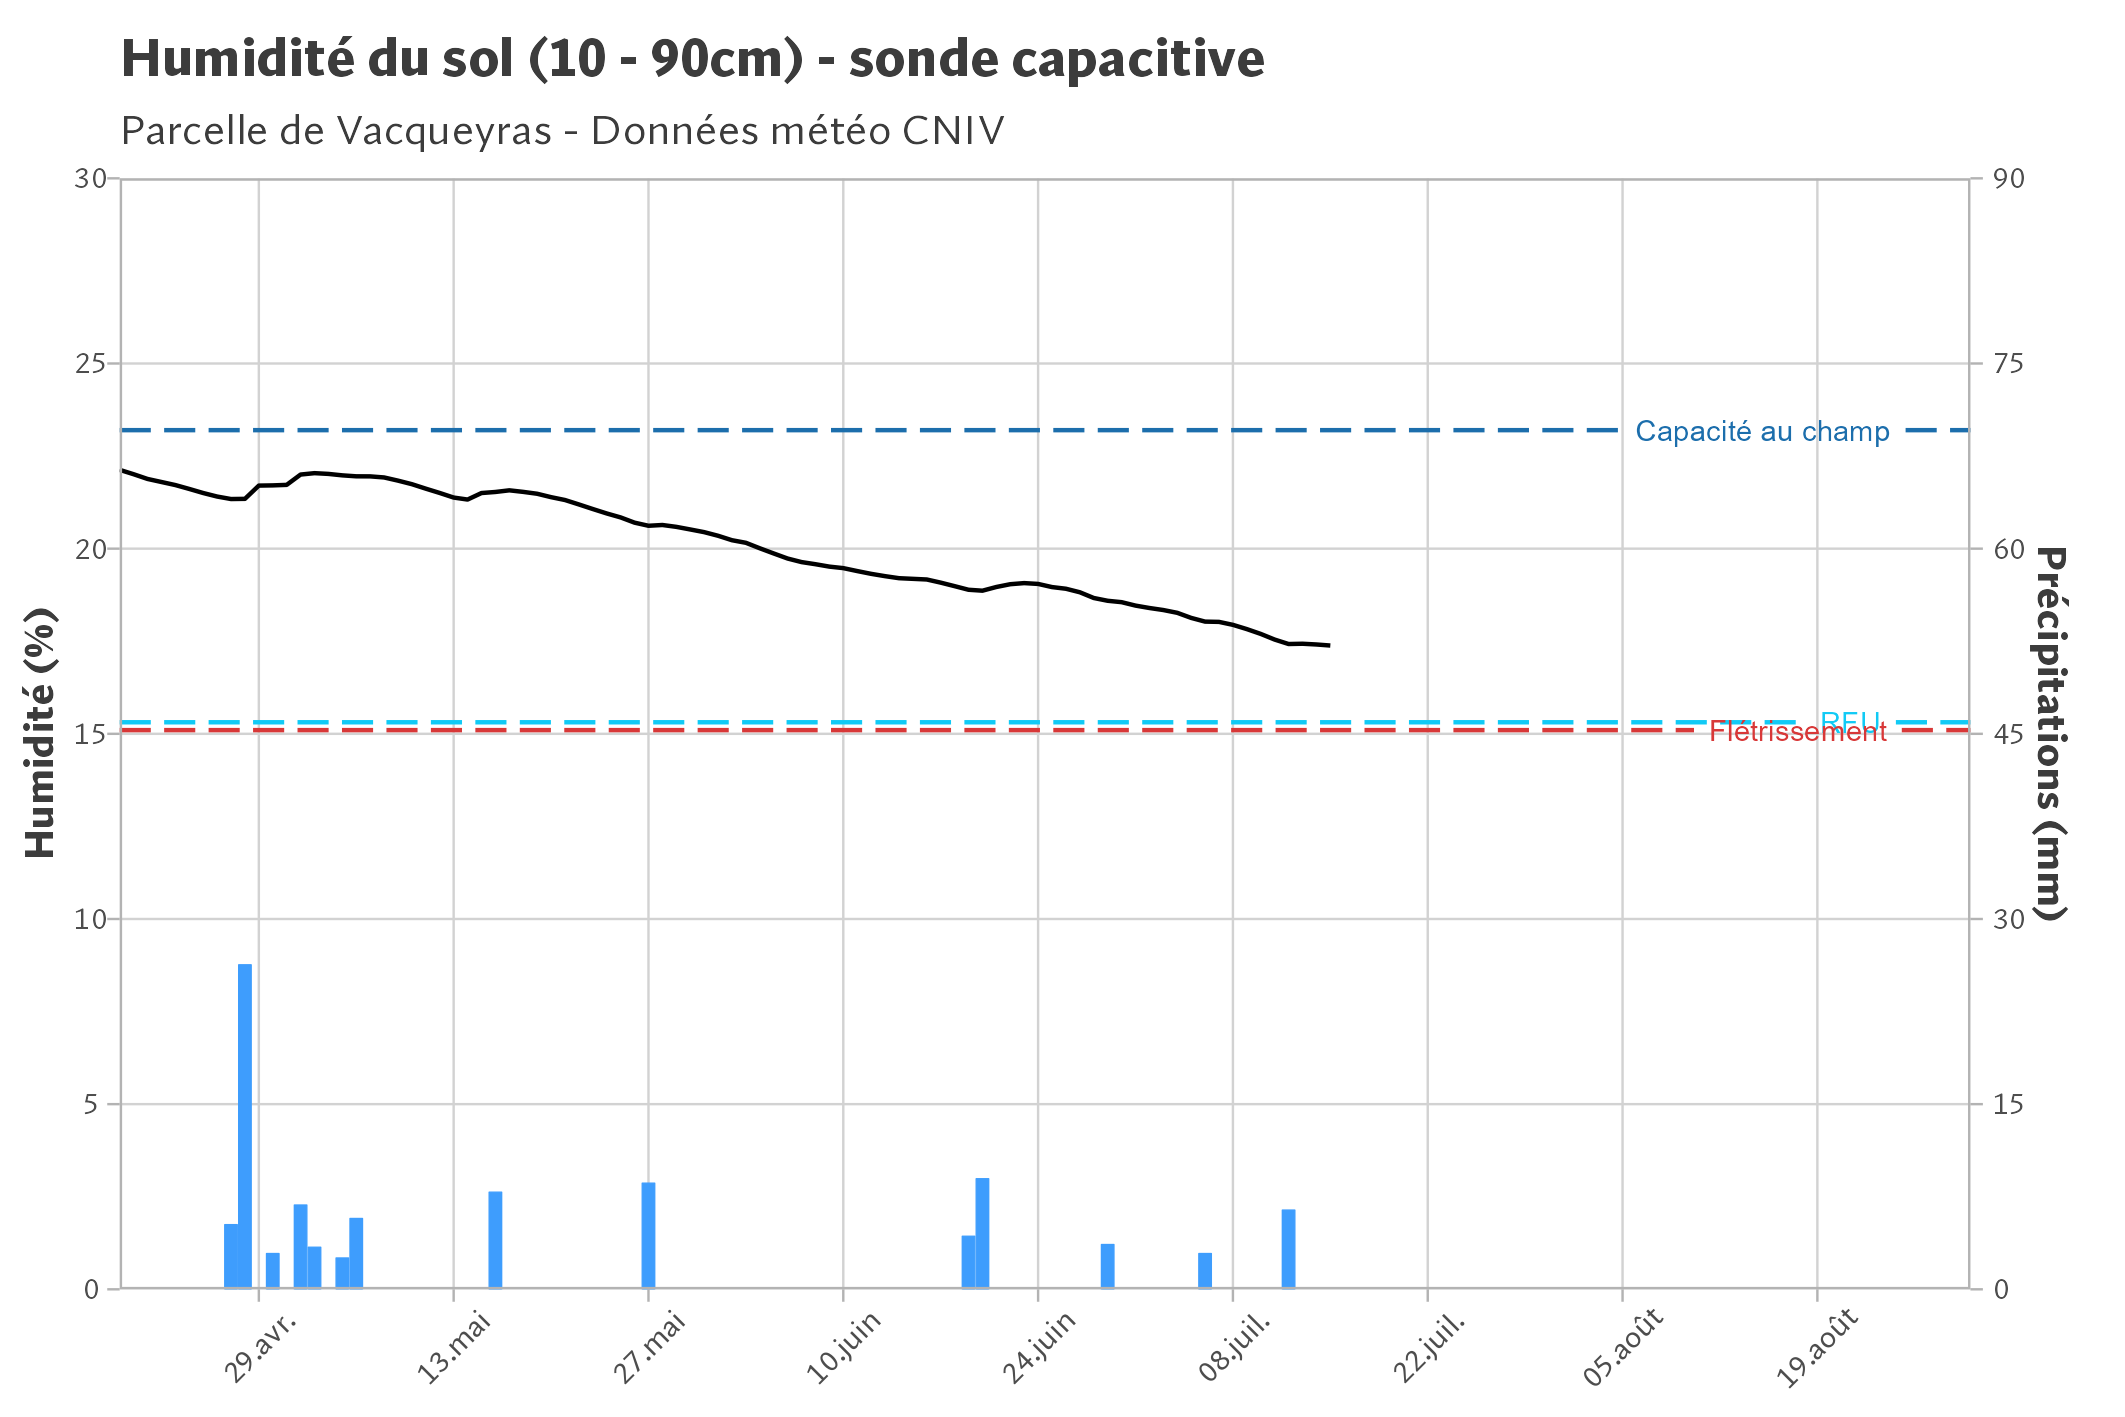 Humidité du sol (10 - 90cm) - sonde capacitive
Parcelle de Vacqueyras - Données météo CNIV
30
25
20
15
10
5
0
Humidité (%)
90
75
60
45
30
15
0
Précipitations (mm)
Capacité au champ
RFU
Flétrissement
29.avr.
13.mai
27.mai
10.juin
24.juin
08.juil.
22.juil.
05.août
19.août